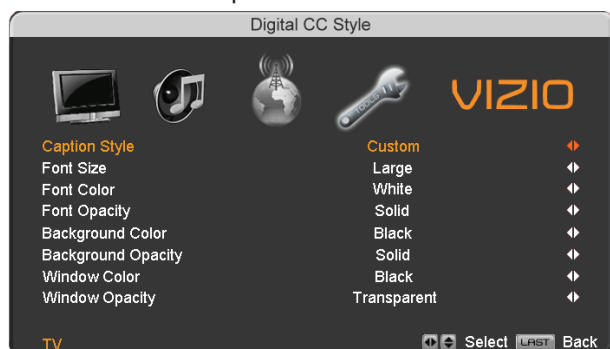 Digital CC Style
TOOLS
VIZIO
Caption Style Custom
Font Size Large
Font Color White
Font Opacity Solid
Background Color Black
Background Opacity Solid
Window Color Black
Window Opacity Transparent
TV Select LAST Back